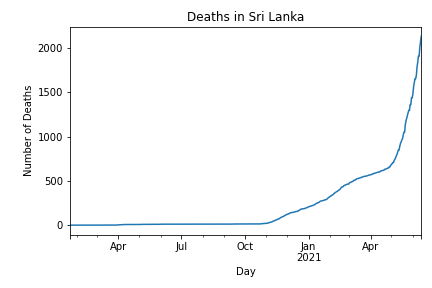 Deaths in Sri Lanka
Number of Deaths
2000
1500
1000
500
0
Apr
Jul
Oct
Jan
2021
Apr
Day